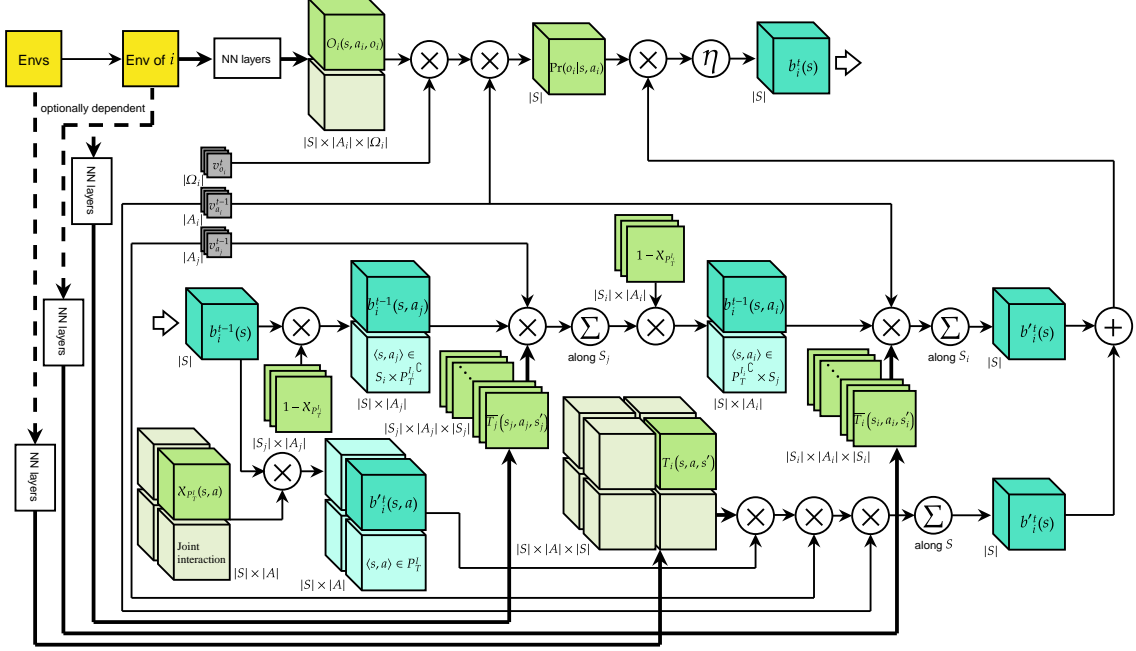 Envs
Env of i
NN layers
O_i(s, a_i, o_i)
|S| × |A_i| × |Ω_i|
×
×
Pr(o_i|s, a_i)
|S|
×
η
b_i^t(s)
|S|
optionally dependent
NN layers
v_{o_i}^t
|Ω_i|
v_{a_i}^{t-1}
|A_i|
v_{a_j}^{t-1}
|A_j|
1 − X_{P_T^{I_i}}
|S_i| × |A_i|
NN layers
b_i^{t-1}(s)
|S|
×
b_i^{t-1}(s, a_j)
⟨s, a_j⟩ ∈
S_i × P_T^{I_j ∁}
|S| × |A_j|
1 − X_{P_T^{I_j}}
|S_j| × |A_j|
×
∑
along S_j
×
T̅_j(s_j, a_j, s'_j)
|S_j| × |A_j| × |S_j|
b_i^{t-1}(s, a_i)
⟨s, a_i⟩ ∈
P_T^{I_i ∁} × S_j
|S| × |A_i|
×
∑
along S_i
T̅_i(s_i, a_i, s'_i)
|S_i| × |A_i| × |S_i|
b'_i^t(s)
|S|
+
NN layers
X_{P_T^I}(s, a)
Joint
interaction
|S| × |A|
×
b'_i^t(s, a)
⟨s, a⟩ ∈ P_T^I
|S| × |A|
T_i(s, a, s')
|S| × |A| × |S|
×
×
×
∑
along S
b'_i^t(s)
|S|